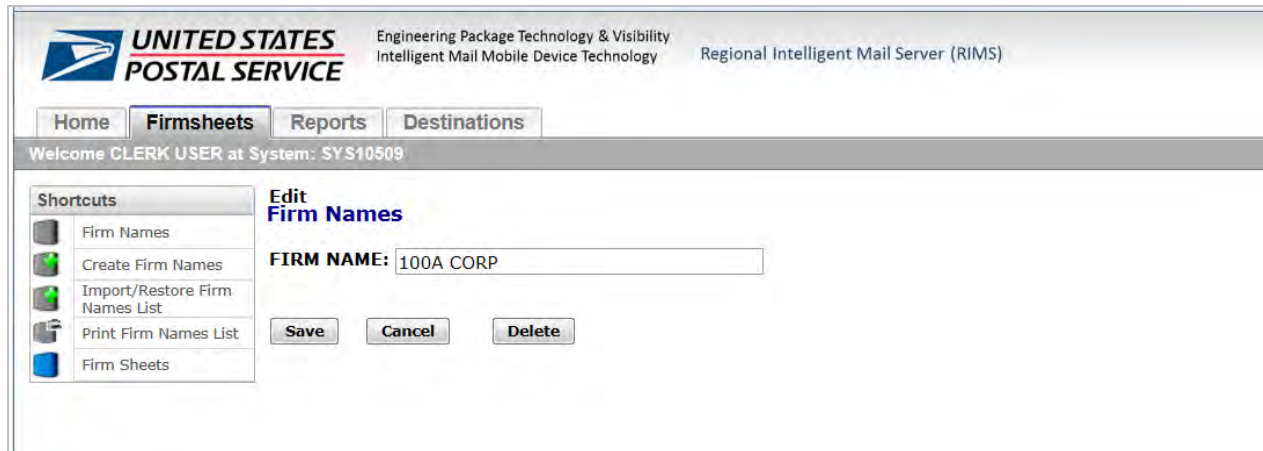 UNITED STATES
POSTAL SERVICE
Engineering Package Technology & Visibility
Intelligent Mail Mobile Device Technology
Regional Intelligent Mail Server (RIMS)
Home Firmsheets Reports Destinations
Welcome CLERK USER at System: SYS10509
Shortcuts
Firm Names
Create Firm Names
Import/Restore Firm
Names List
Print Firm Names List
Firm Sheets
Edit
Firm Names
FIRM NAME: 100A CORP
Save Cancel Delete